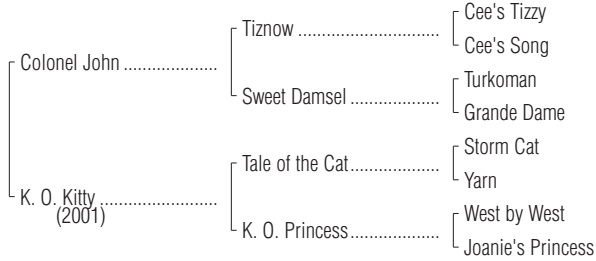 Cee's Tizzy
Tiznow ..................................
Cee's Song
Colonel John ......................
Turkoman
Sweet Damsel .....................
Grande Dame
Storm Cat
Tale of the Cat.....................
Yarn
K. O. Kitty ............................
(2001)
West by West
K. O. Princess.....................
Joanie's Princess